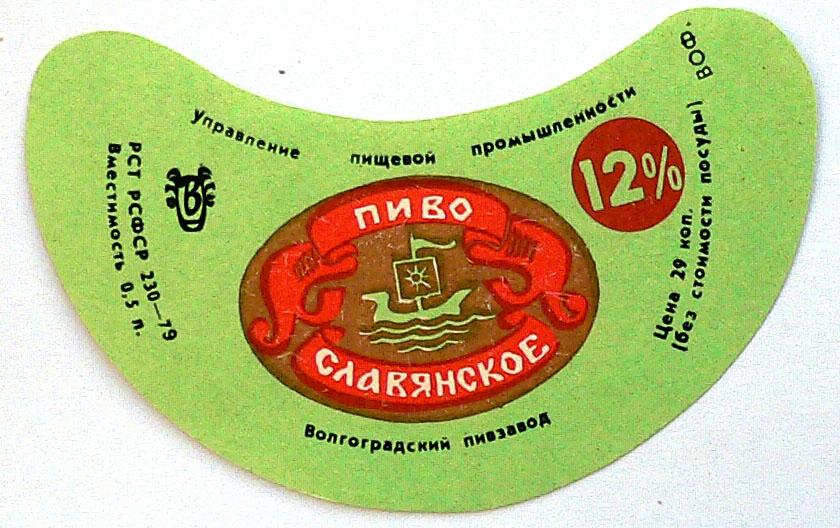 Управление пищевой промышленности
РСТ РСФСР 230—79
Вместимость 0,5 л.
12%
ПИВО
СЛАВЯНСКОЕ
Цена 29 коп.
(без стоимости посуды)
ВОФ.
Волгоградский пивзавод